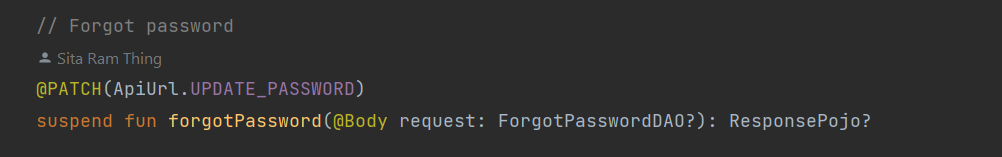 // Forgot password
Sita Ram Thing
@PATCH(ApiUrl.UPDATE_PASSWORD)
suspend fun forgotPassword(@Body request: ForgotPasswordDAO?): ResponsePojo?